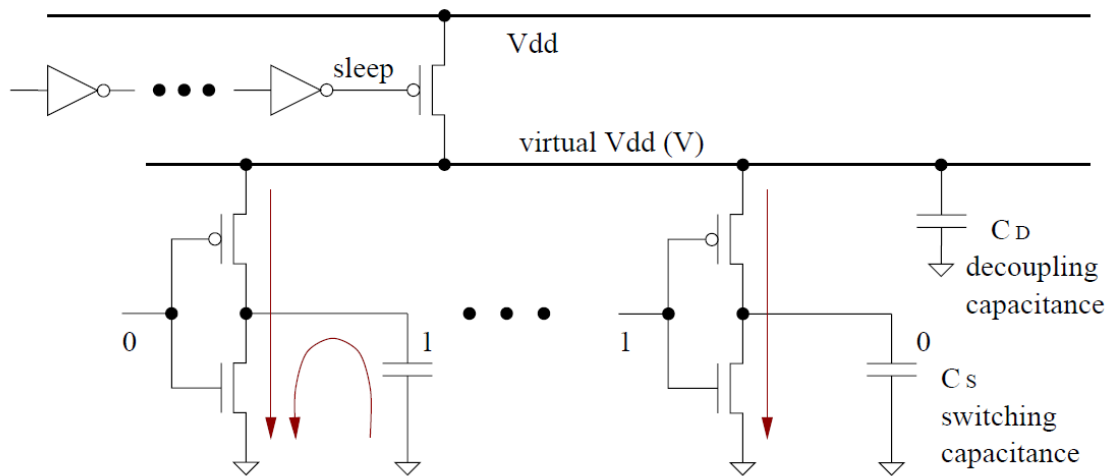 Vdd
sleep
virtual Vdd (V)
C D
decoupling
capacitance
0
1
1
0
C s
switching
capacitance